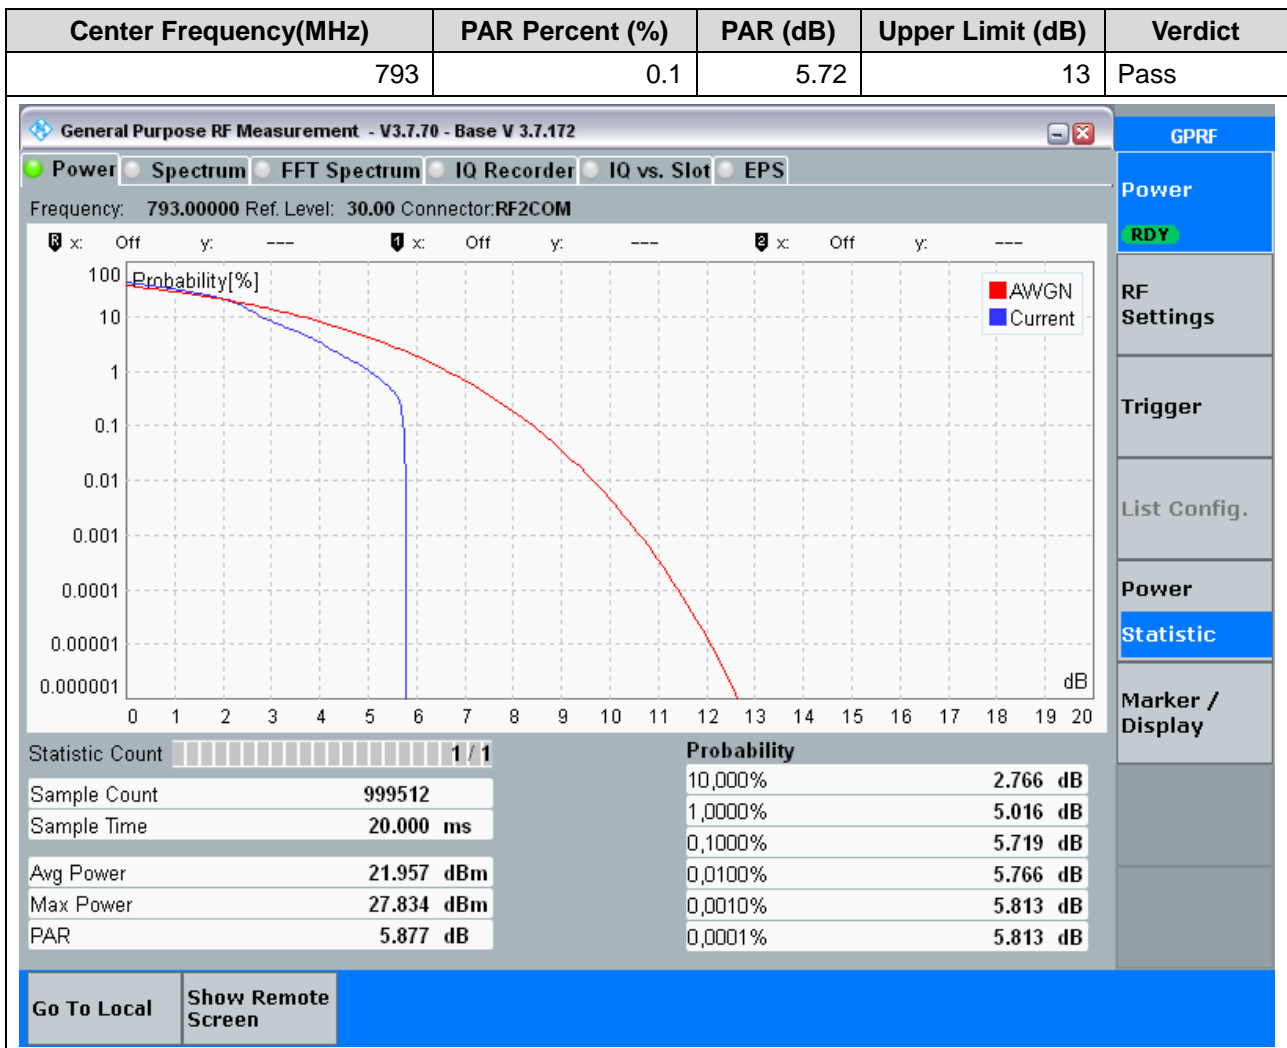 Center Frequency(MHz) PAR Percent (%) PAR (dB) Upper Limit (dB) Verdict
793 0.1 5.72 13 Pass
General Purpose RF Measurement - V3.7.70 - Base V 3.7.172
GPRF
Power Spectrum FFT Spectrum IQ Recorder IQ vs. Slot EPS
Power
RDY
Frequency: 793.00000 Ref. Level: 30.00 Connector:RF2COM
R x: Off y: --- 1 x: Off y: --- 2 x: Off y: ---
Probability[%]
AWGN
Current
100
10
1
0.1
0.01
0.001
0.0001
0.00001
0.000001
dB
0 1 2 3 4 5 6 7 8 9 10 11 12 13 14 15 16 17 18 19 20
RF
Settings
Trigger
List Config.
Power
Statistic
Marker /
Display
Statistic Count 1 / 1
Sample Count 999512
Sample Time 20.000 ms
Avg Power 21.957 dBm
Max Power 27.834 dBm
PAR 5.877 dB
Probability
10,000% 2.766 dB
1,0000% 5.016 dB
0,1000% 5.719 dB
0,0100% 5.766 dB
0,0010% 5.813 dB
0,0001% 5.813 dB
Go To Local
Show Remote
Screen